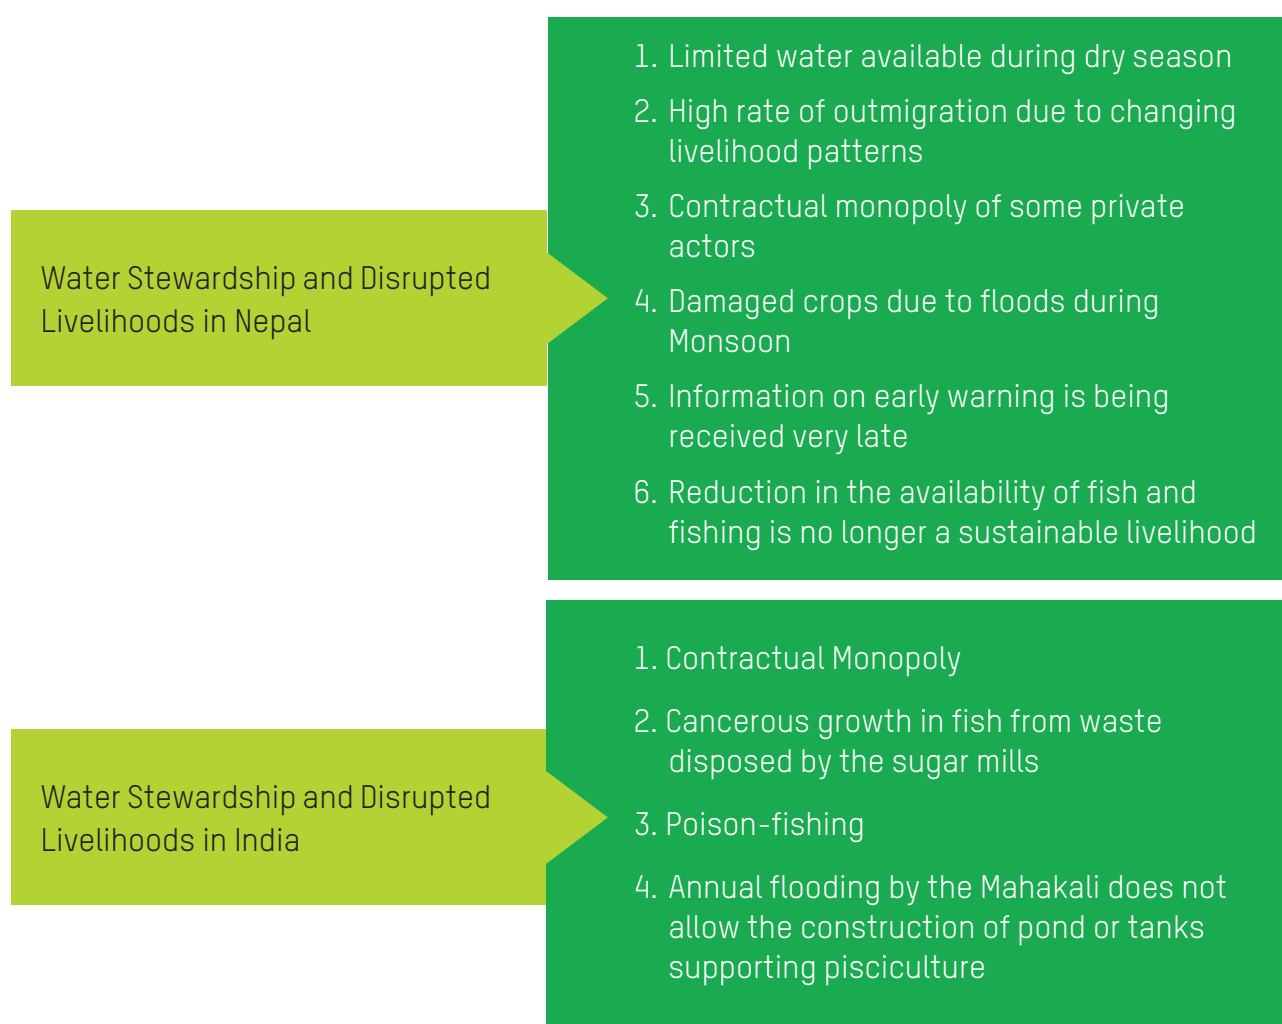 Water Stewardship and Disrupted
Livelihoods in Nepal
1. Limited water available during dry season
2. High rate of outmigration due to changing
livelihood patterns
3. Contractual monopoly of some private
actors
4. Damaged crops due to floods during
Monsoon
5. Information on early warning is being
received very late
6. Reduction in the availability of fish and
fishing is no longer a sustainable livelihood
Water Stewardship and Disrupted
Livelihoods in India
1. Contractual Monopoly
2. Cancerous growth in fish from waste
disposed by the sugar mills
3. Poison-fishing
4. Annual flooding by the Mahakali does not
allow the construction of pond or tanks
supporting pisciculture